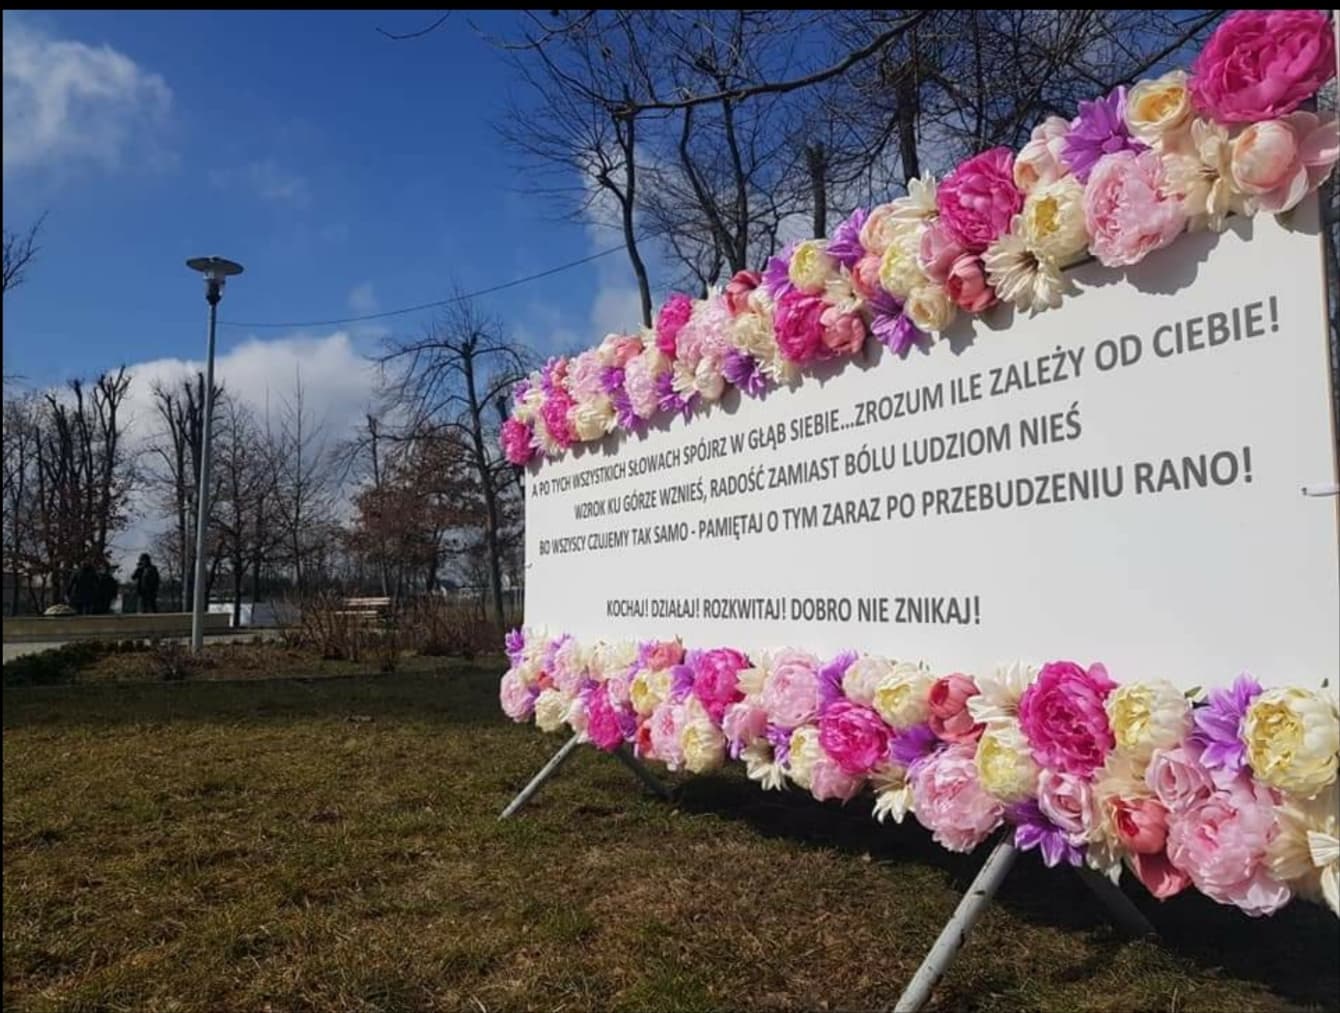 A PO TYCH WSZYSTKICH SŁOWACH SPÓJRZ W GŁĄB SIEBIE...ZROZUM ILE ZALEŻY OD CIEBIE!
WZROK KU GÓRZE WZNIEŚ, RADOŚĆ ZAMIAST BÓLU LUDZIOM NIEŚ
BO WSZYSCY CZUJEMY TAK SAMO - PAMIĘTAJ O TYM ZARAZ PO PRZEBUDZENIU RANO!
KOCHAJ! DZIAŁAJ! ROZKWITAJ! DOBRO NIE ZNIKAJ!